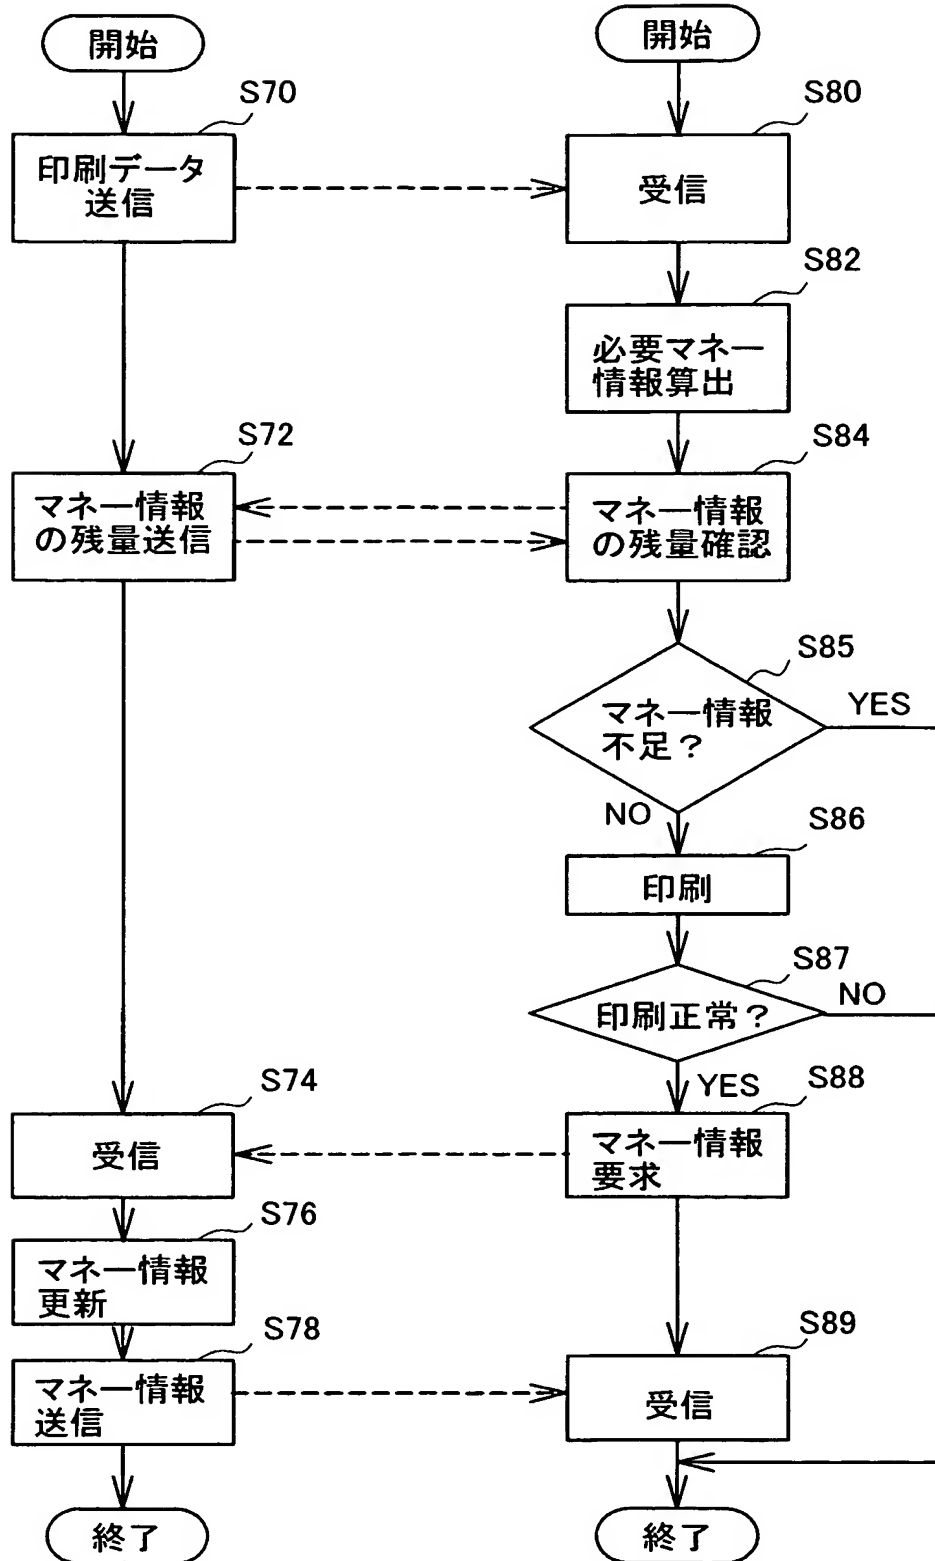 開始
S70
印刷データ
送信
S72
マネー情報
の残量送信
S74
受信
S76
マネー情報
更新
S78
マネー情報
送信
終了
開始
S80
受信
S82
必要マネー
情報算出
S84
マネー情報
の残量確認
S85
マネー情報
不足？
YES
NO
S86
印刷
S87
印刷正常？
NO
YES
S88
マネー情報
要求
S89
受信
終了